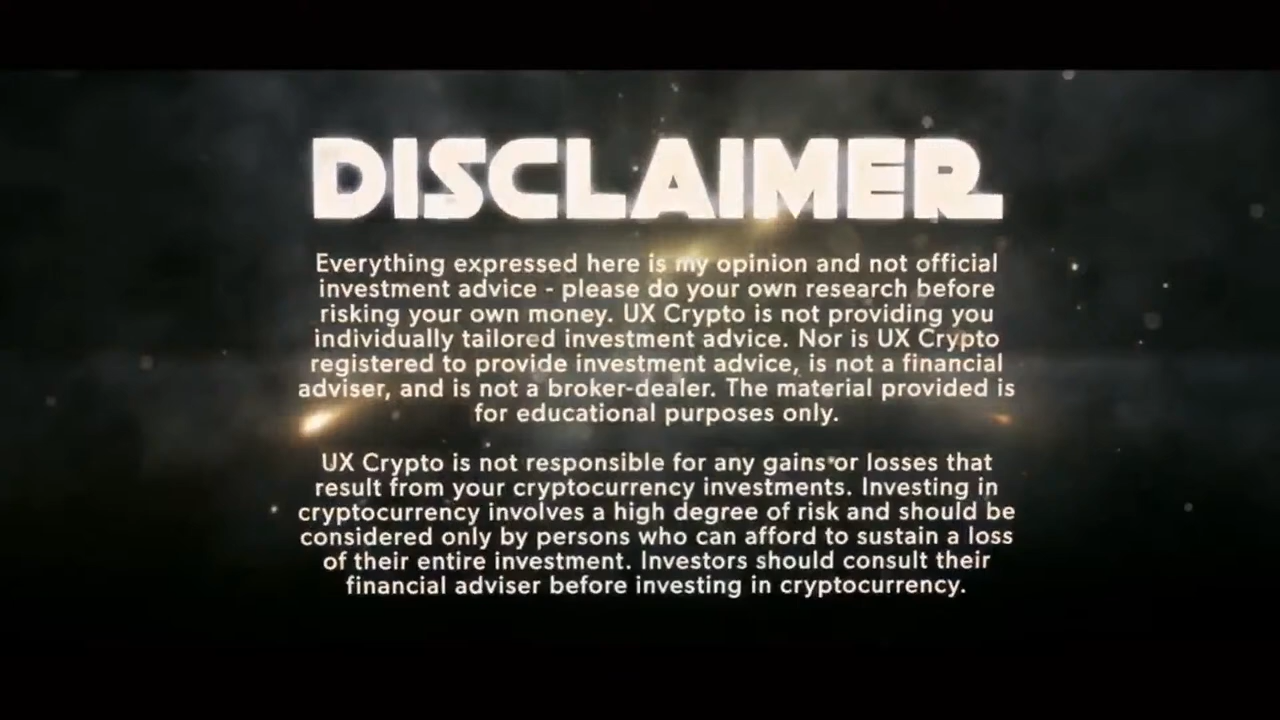 DISCLAIMER
Everything expressed here is my opinion and not official
investment advice - please do your own research before
risking your own money. UX Crypto is not providing you
individually tailored investment advice. Nor is UX Crypto
registered to provide investment advice, is not a financial
adviser, and is not a broker-dealer. The material provided is
for educational purposes only.
UX Crypto is not responsible for any gains or losses that
result from your cryptocurrency investments. Investing in
cryptocurrency involves a high degree of risk and should be
considered only by persons who can afford to sustain a loss
of their entire investment. Investors should consult their
financial adviser before investing in cryptocurrency.